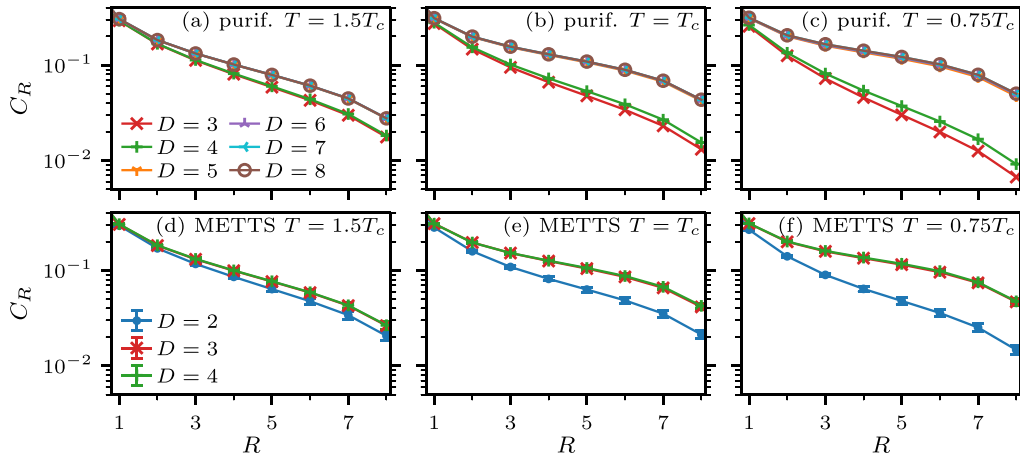 (a) purif. T = 1.5T_c
(b) purif. T = T_c
(c) purif. T = 0.75T_c
C_R
10^{-1}
10^{-2}
D = 3
D = 4
D = 5
D = 6
D = 7
D = 8
(d) METTS T = 1.5T_c
(e) METTS T = T_c
(f) METTS T = 0.75T_c
C_R
10^{-1}
10^{-2}
D = 2
D = 3
D = 4
1 3 5 7
1 3 5 7
1 3 5 7
R
R
R